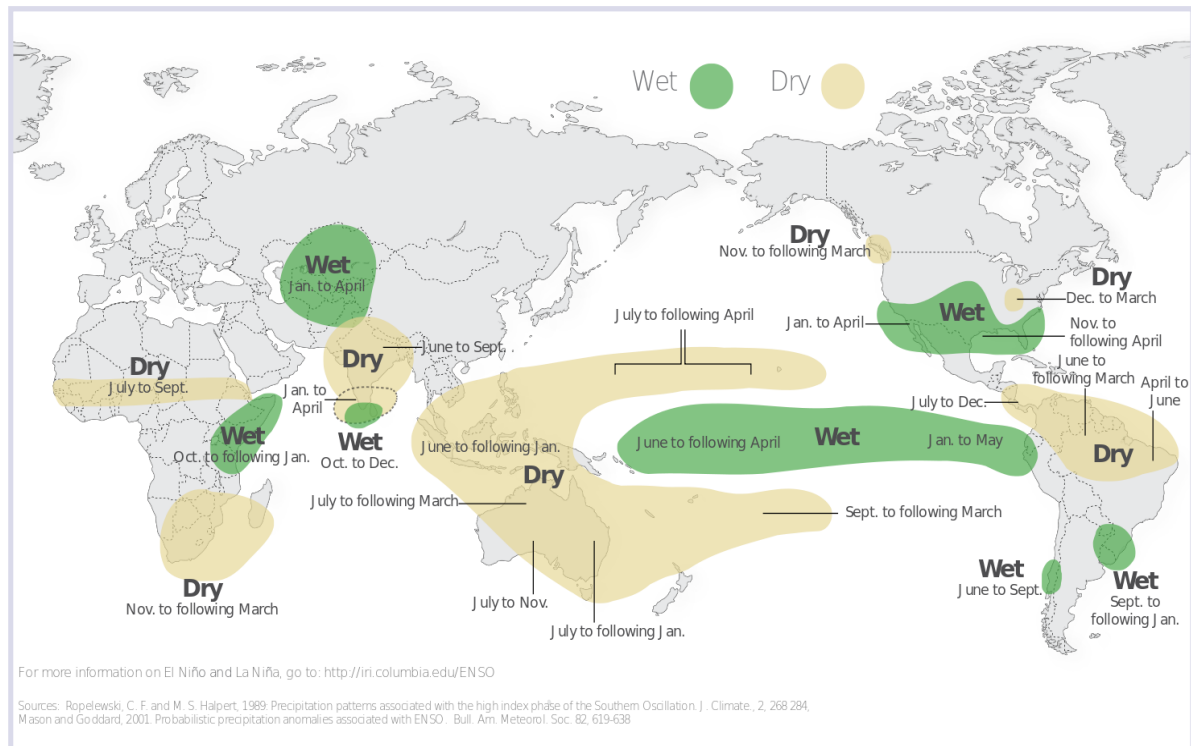 Wet
Dry
Dry
Nov. to following March
Dry
Dec. to March
Wet
Jan. to April
Wet
Jan. to April
Nov. to
following April
July to following April
June to Sept.
Dry
Dry
July to Sept.
Jan. to
April
June to
following March
April to
June
July to Dec.
Wet
Oct. to following Jan.
Wet
Oct. to Dec.
June to following Jan.
Dry
June to following April
Wet
Jan. to May
Dry
July to following March
Sept. to following March
Dry
Nov. to following March
July to Nov.
July to following Jan.
Wet
June to Sept.
Wet
Sept. to
following Jan.
For more information on El Niño and La Niña, go to: http://iri.columbia.edu/ENSO
Sources: Ropelewski, C. F. and M. S. Halpert, 1989: Precipitation patterns associated with the high index phase of the Southern Oscillation. J. Climate., 2, 268 284,
Mason and Goddard, 2001. Probabilistic precipitation anomalies associated with ENSO. Bull. Am. Meteorol. Soc. 82, 619-638